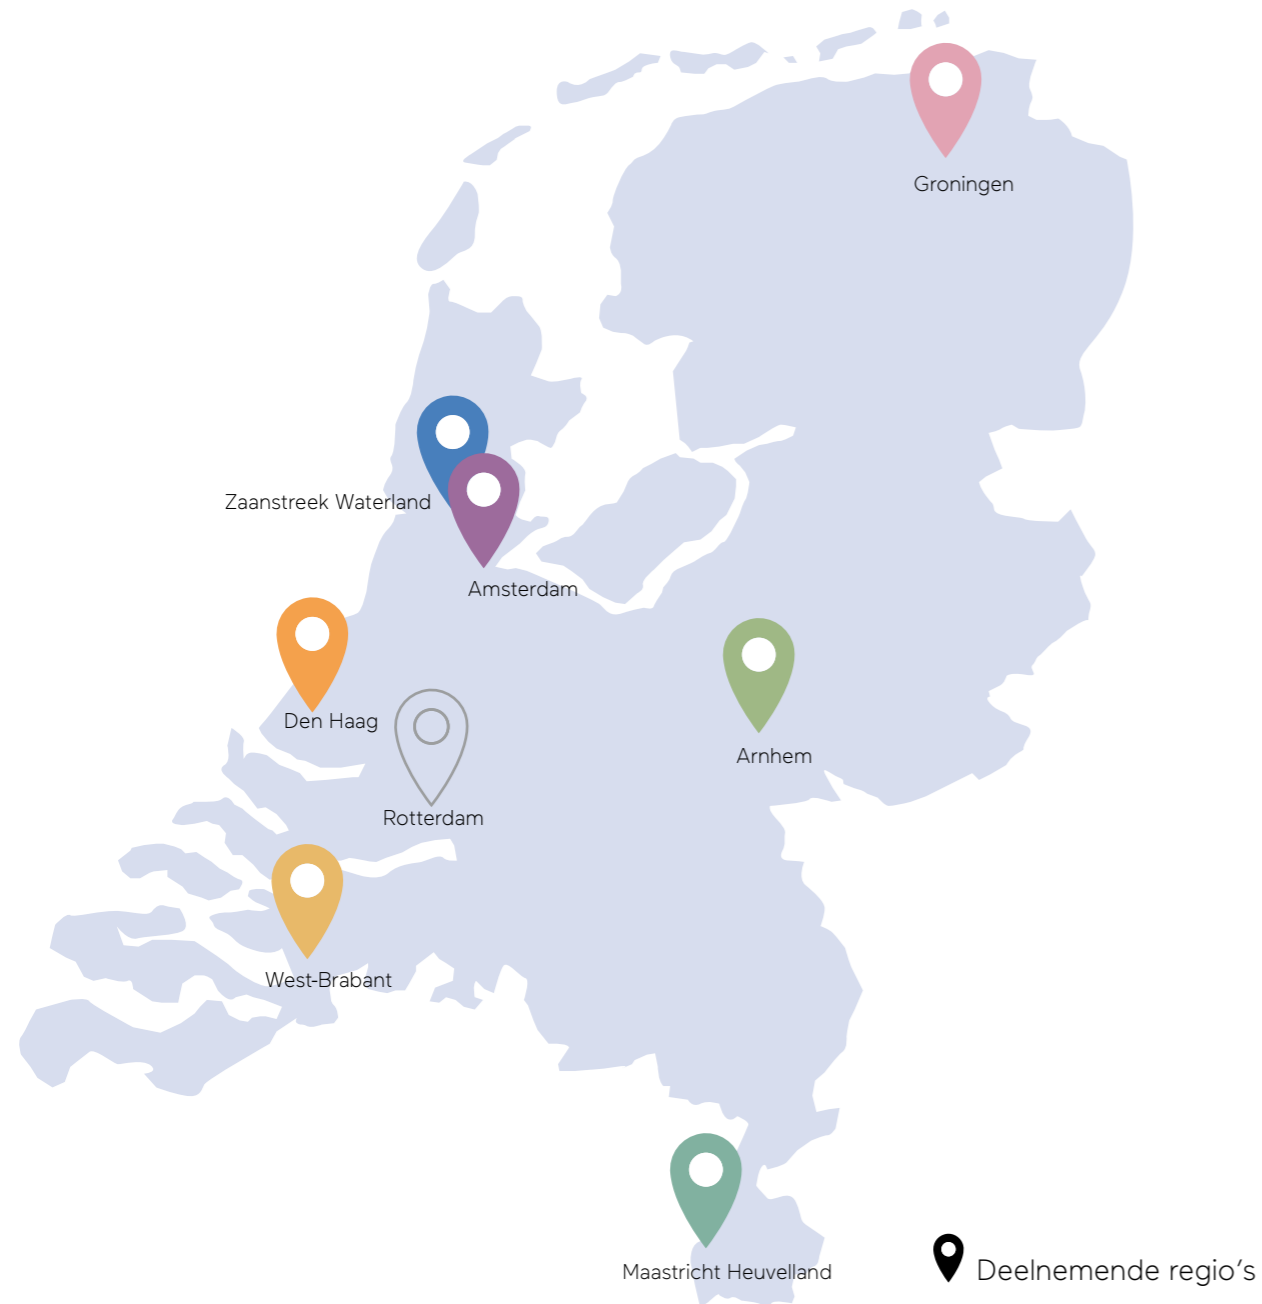 Groningen
Zaanstreek Waterland
Amsterdam
Den Haag
Arnhem
Rotterdam
West-Brabant
Maastricht Heuvelland
Deelnemende regio’s